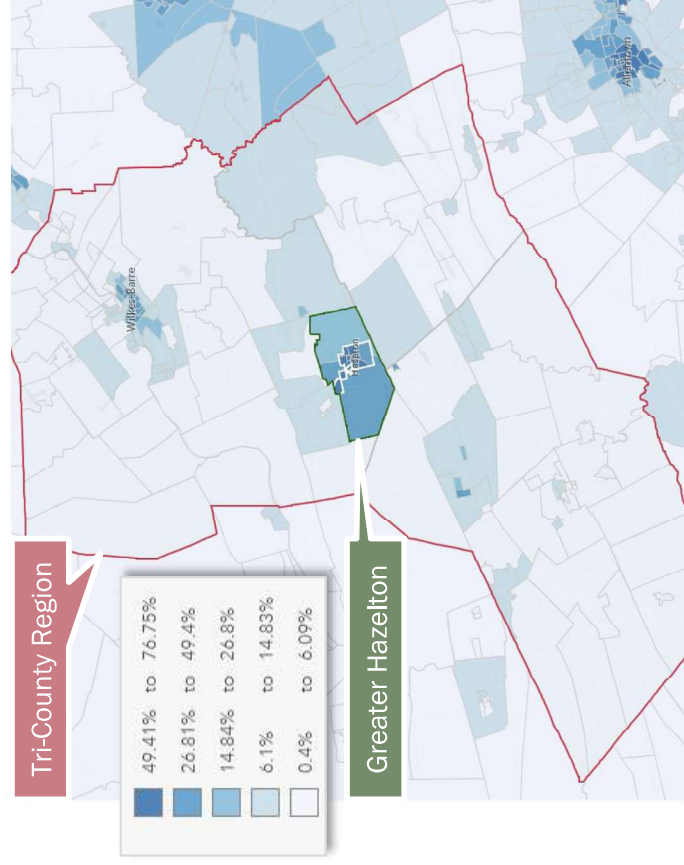 Tri-County Region
49.41% to 76.75%
26.81% to 49.4%
14.84% to 26.8%
6.1% to 14.83%
0.4% to 6.09%
Greater Hazelton
Wilkes-Barre
Hazleton
Allentown